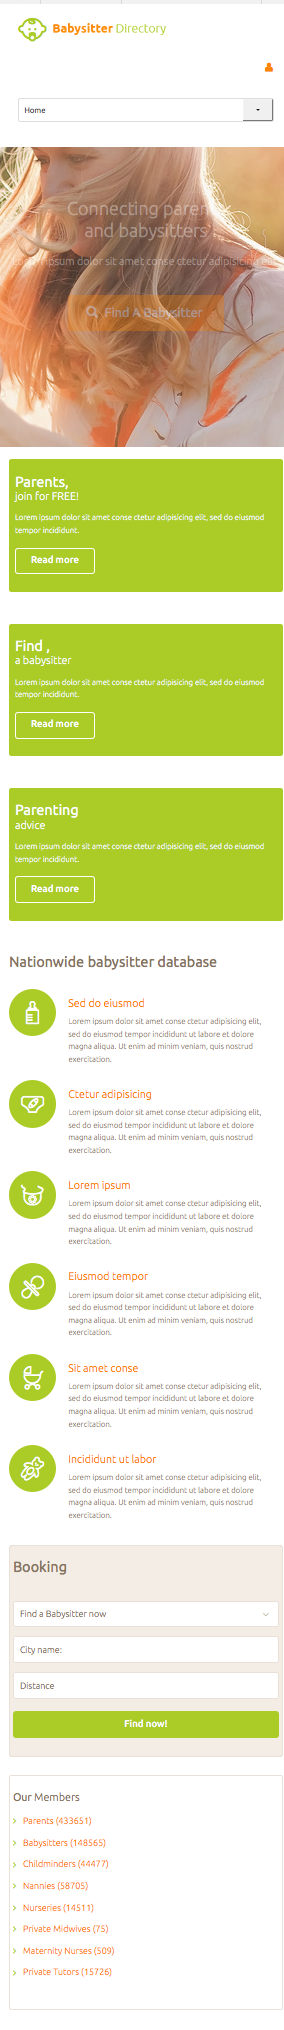 Babysitter Directory
Home
Connecting parents
and babysitters
Lorem ipsum dolor sit amet conse ctetur adipisicing elit
Find A Babysitter
Parents,
join for FREE!
Lorem ipsum dolor sit amet conse ctetur adipisicing elit, sed do eiusmod
tempor incididunt.
Read more
Find ,
a babysitter
Lorem ipsum dolor sit amet conse ctetur adipisicing elit, sed do eiusmod
tempor incididunt.
Read more
Parenting
advice
Lorem ipsum dolor sit amet conse ctetur adipisicing elit, sed do eiusmod
tempor incididunt.
Read more
Nationwide babysitter database
Sed do eiusmod
Lorem ipsum dolor sit amet conse ctetur adipisicing elit,
sed do eiusmod tempor incididunt ut labore et dolore
magna aliqua. Ut enim ad minim veniam, quis nostrud
exercitation.
Ctetur adipisicing
Lorem ipsum dolor sit amet conse ctetur adipisicing elit,
sed do eiusmod tempor incididunt ut labore et dolore
magna aliqua. Ut enim ad minim veniam, quis nostrud
exercitation.
Lorem ipsum
Lorem ipsum dolor sit amet conse ctetur adipisicing elit,
sed do eiusmod tempor incididunt ut labore et dolore
magna aliqua. Ut enim ad minim veniam, quis nostrud
exercitation.
Eiusmod tempor
Lorem ipsum dolor sit amet conse ctetur adipisicing elit,
sed do eiusmod tempor incididunt ut labore et dolore
magna aliqua. Ut enim ad minim veniam, quis nostrud
exercitation.
Sit amet conse
Lorem ipsum dolor sit amet conse ctetur adipisicing elit,
sed do eiusmod tempor incididunt ut labore et dolore
magna aliqua. Ut enim ad minim veniam, quis nostrud
exercitation.
Incididunt ut labor
Lorem ipsum dolor sit amet conse ctetur adipisicing elit,
sed do eiusmod tempor incididunt ut labore et dolore
magna aliqua. Ut enim ad minim veniam, quis nostrud
exercitation.
Booking
Find a Babysitter now
City name:
Distance
Find now!
Our Members
Parents (433651)
Babysitters (148565)
Childminders (44477)
Nannies (58705)
Nurseries (14511)
Private Midwives (75)
Maternity Nurses (509)
Private Tutors (15726)